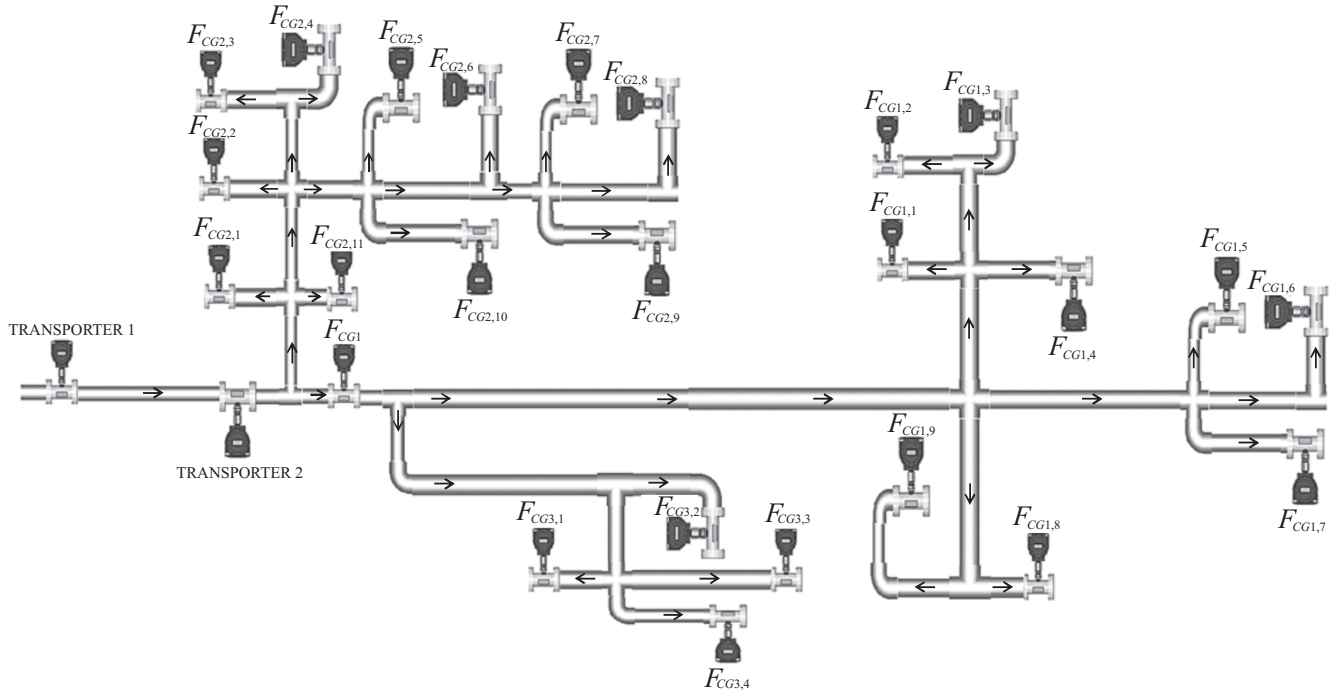 F_CG2,4
F_CG2,3
F_CG2,5
F_CG2,7
F_CG2,6
F_CG2,8
F_CG1,3
F_CG1,2
F_CG2,2
F_CG1,1
F_CG2,1
F_CG2,11
F_CG1,5
F_CG1,6
F_CG2,10
F_CG2,9
TRANSPORTER 1
F_CG1
F_CG1,4
F_CG1,9
TRANSPORTER 2
F_CG3,1
F_CG3,2
F_CG3,3
F_CG1,8
F_CG1,7
F_CG3,4